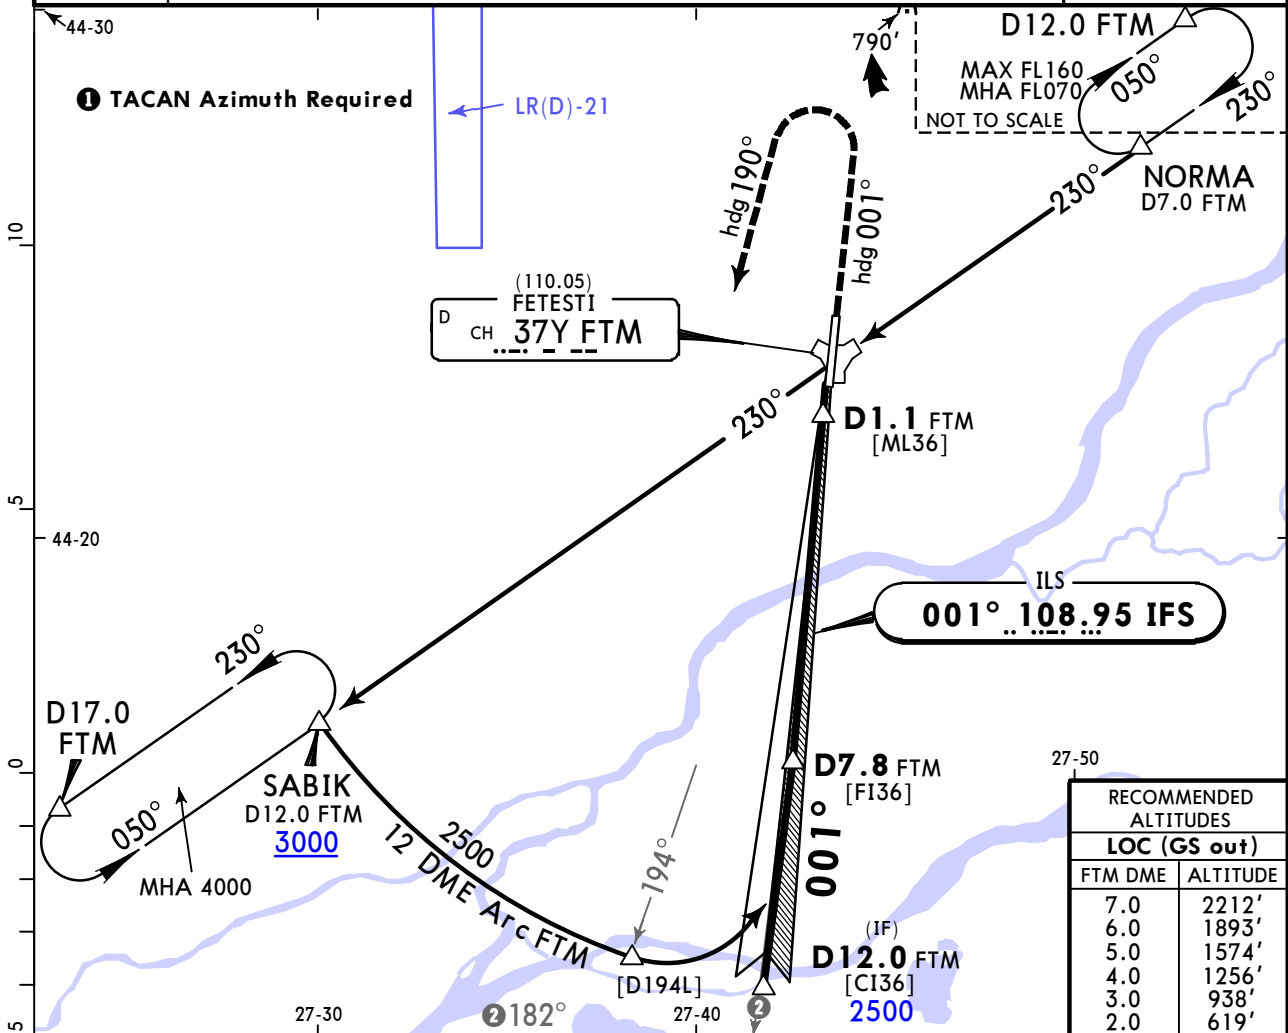 44-30
❶ TACAN Azimuth Required
LR(D)-21
790'
D12.0 FTM
MAX FL160
MHA FL070
050°
230°
NOT TO SCALE
NORMA
D7.0 FTM
230°
hdg 190°
hdg 001°
10
(110.05)
FETESTI
D CH 37Y FTM
230°
D1.1 FTM
[ML36]
5
44-20
ILS
001° 108.95 IFS
230°
D17.0
FTM
0
SABIK
D12.0 FTM
3000
050°
MHA 4000
2500
12 DME Arc FTM
194°
D7.8 FTM
[FI36]
001°
27-50
(IF)
D12.0 FTM
[CI36]
2500
[D194L]
❷ 182°
❷
27-30
27-40
5
RECOMMENDED
ALTITUDES
LOC (GS out)
FTM DME ALTITUDE
7.0 2212'
6.0 1893'
5.0 1574'
4.0 1256'
3.0 938'
2.0 619'